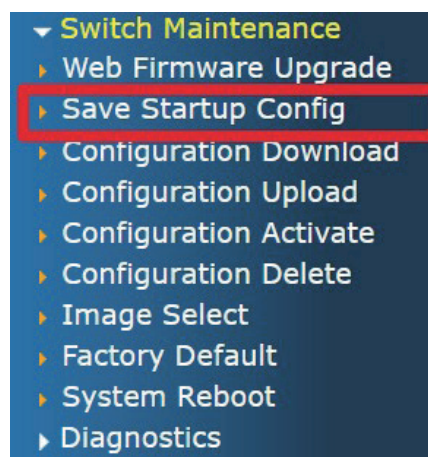 Switch Maintenance
Web Firmware Upgrade
Save Startup Config
Configuration Download
Configuration Upload
Configuration Activate
Configuration Delete
Image Select
Factory Default
System Reboot
Diagnostics